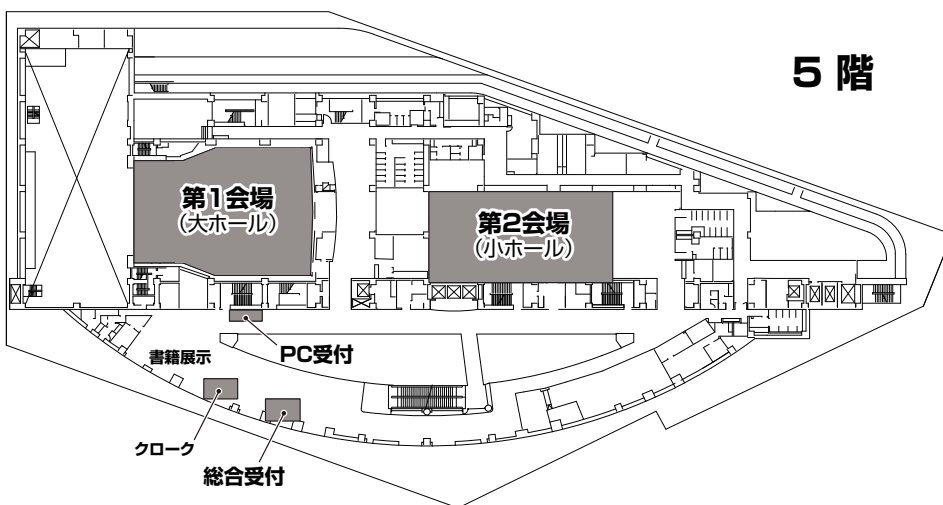 5 階
第1会場
（大ホール）
第2会場
（小ホール）
PC受付
書籍展示
クローク
総合受付